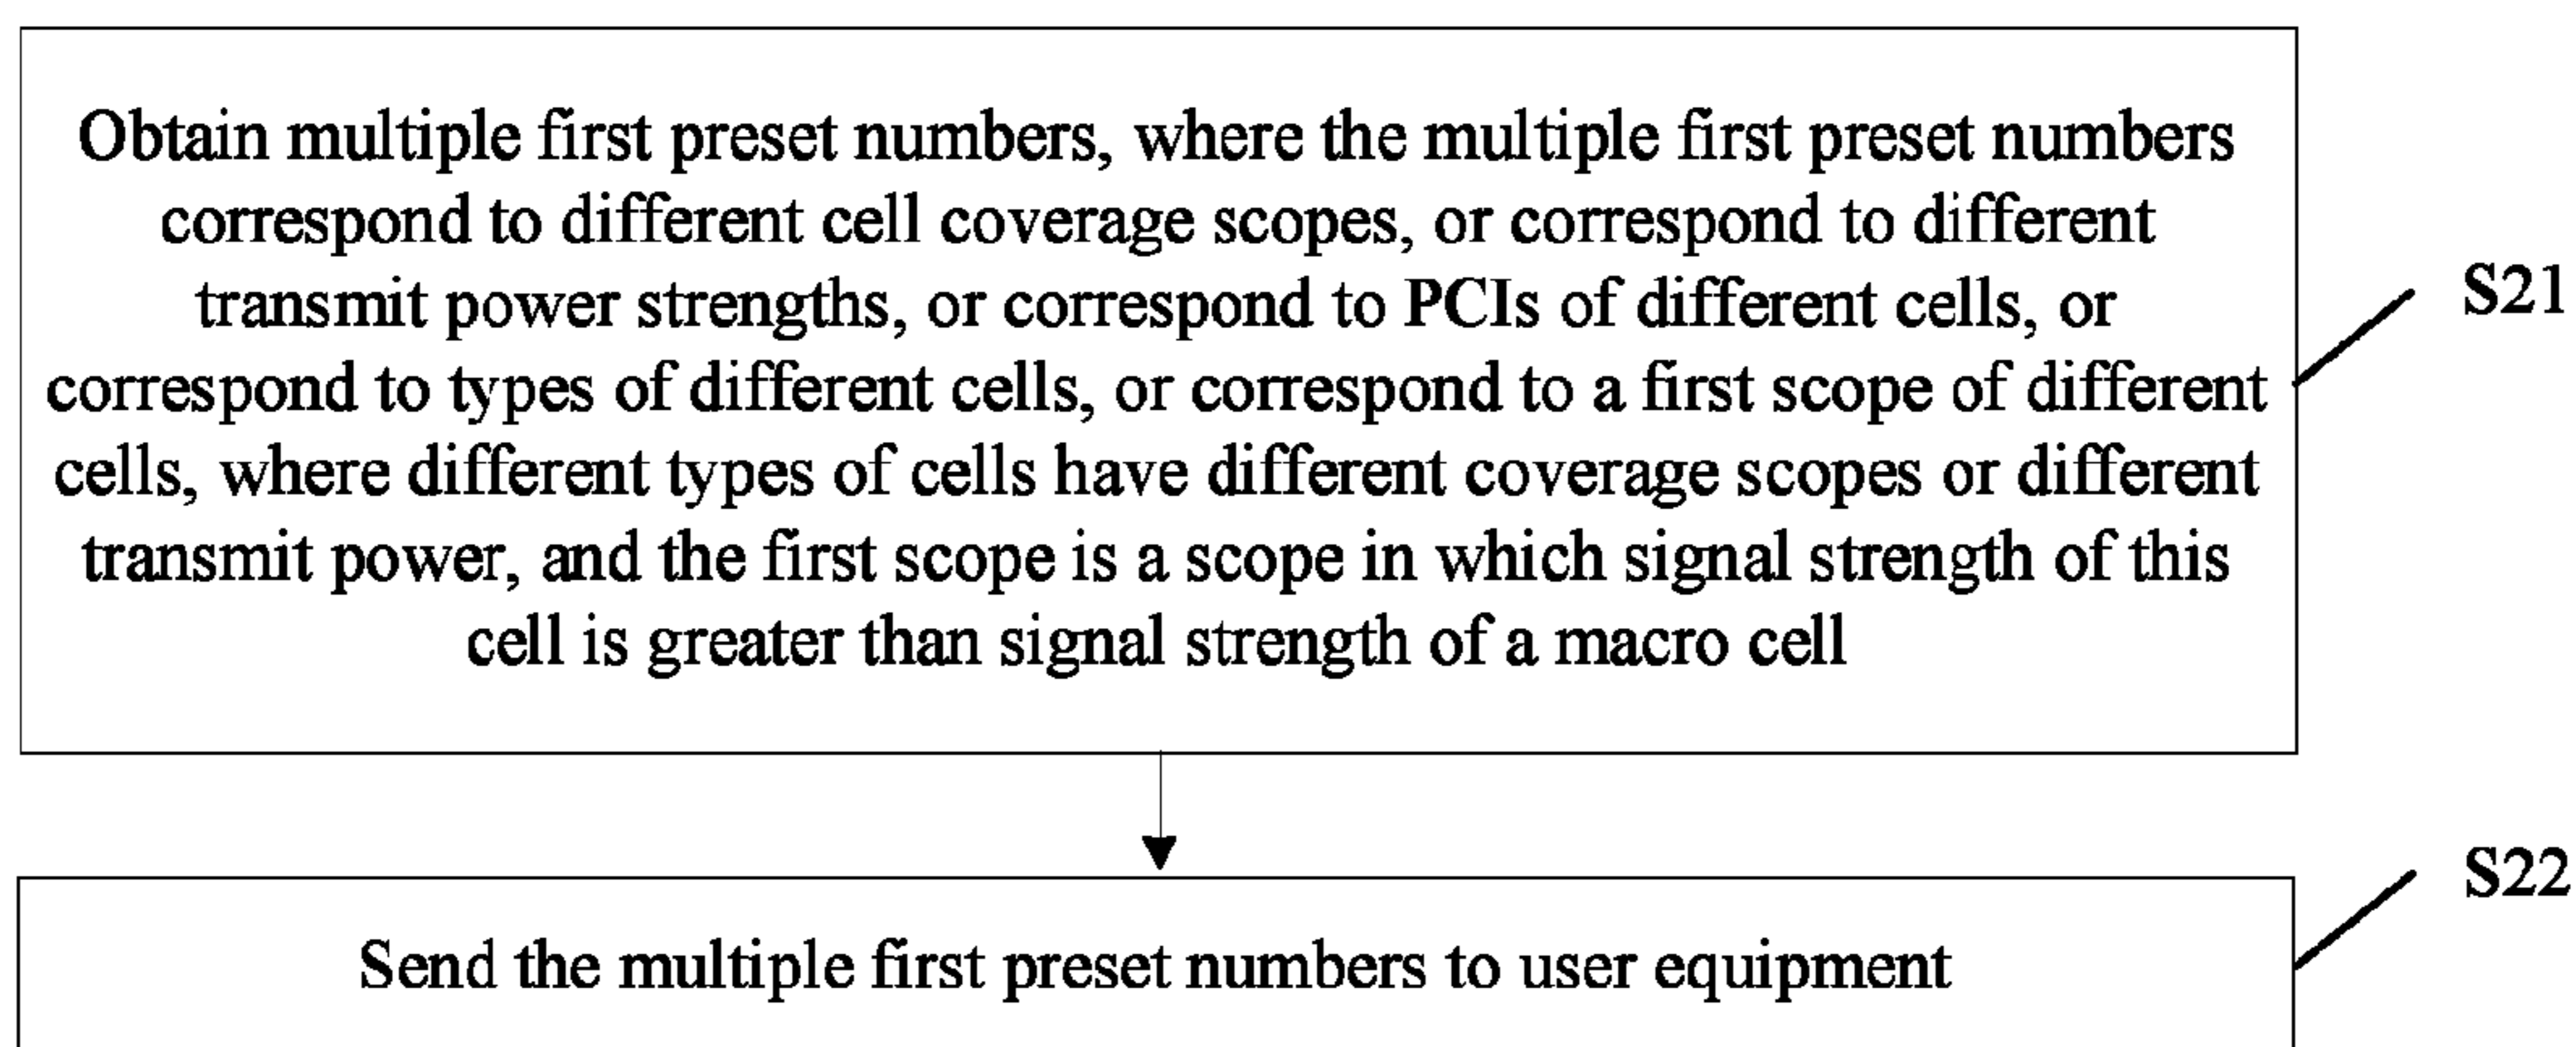 Obtain multiple first preset numbers, where the multiple first preset numbers
correspond to different cell coverage scopes, or correspond to different
transmit power strengths, or correspond to PCIs of different cells, or
correspond to types of different cells, or correspond to a first scope of different
cells, where different types of cells have different coverage scopes or different
transmit power, and the first scope is a scope in which signal strength of this
cell is greater than signal strength of a macro cell
S21
Send the multiple first preset numbers to user equipment
S22